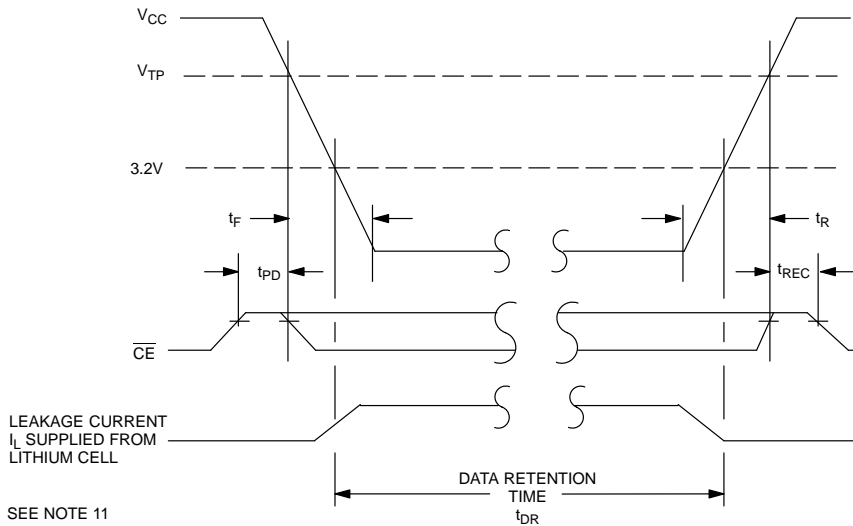 VCC
VTP
3.2V
tF
tR
tPD
tREC
CE
LEAKAGE CURRENT
IL SUPPLIED FROM
LITHIUM CELL
DATA RETENTION
TIME
tDR
SEE NOTE 11